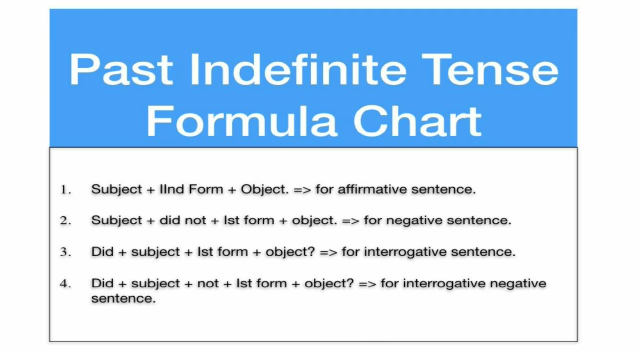 Past Indefinite Tense
Formula Chart
1. Subject + IInd Form + Object. => for affirmative sentence.
2. Subject + did not + Ist form + object. => for negative sentence.
3. Did + subject + Ist form + object? => for interrogative sentence.
4. Did + subject + not + Ist form + object? => for interrogative negative
sentence.